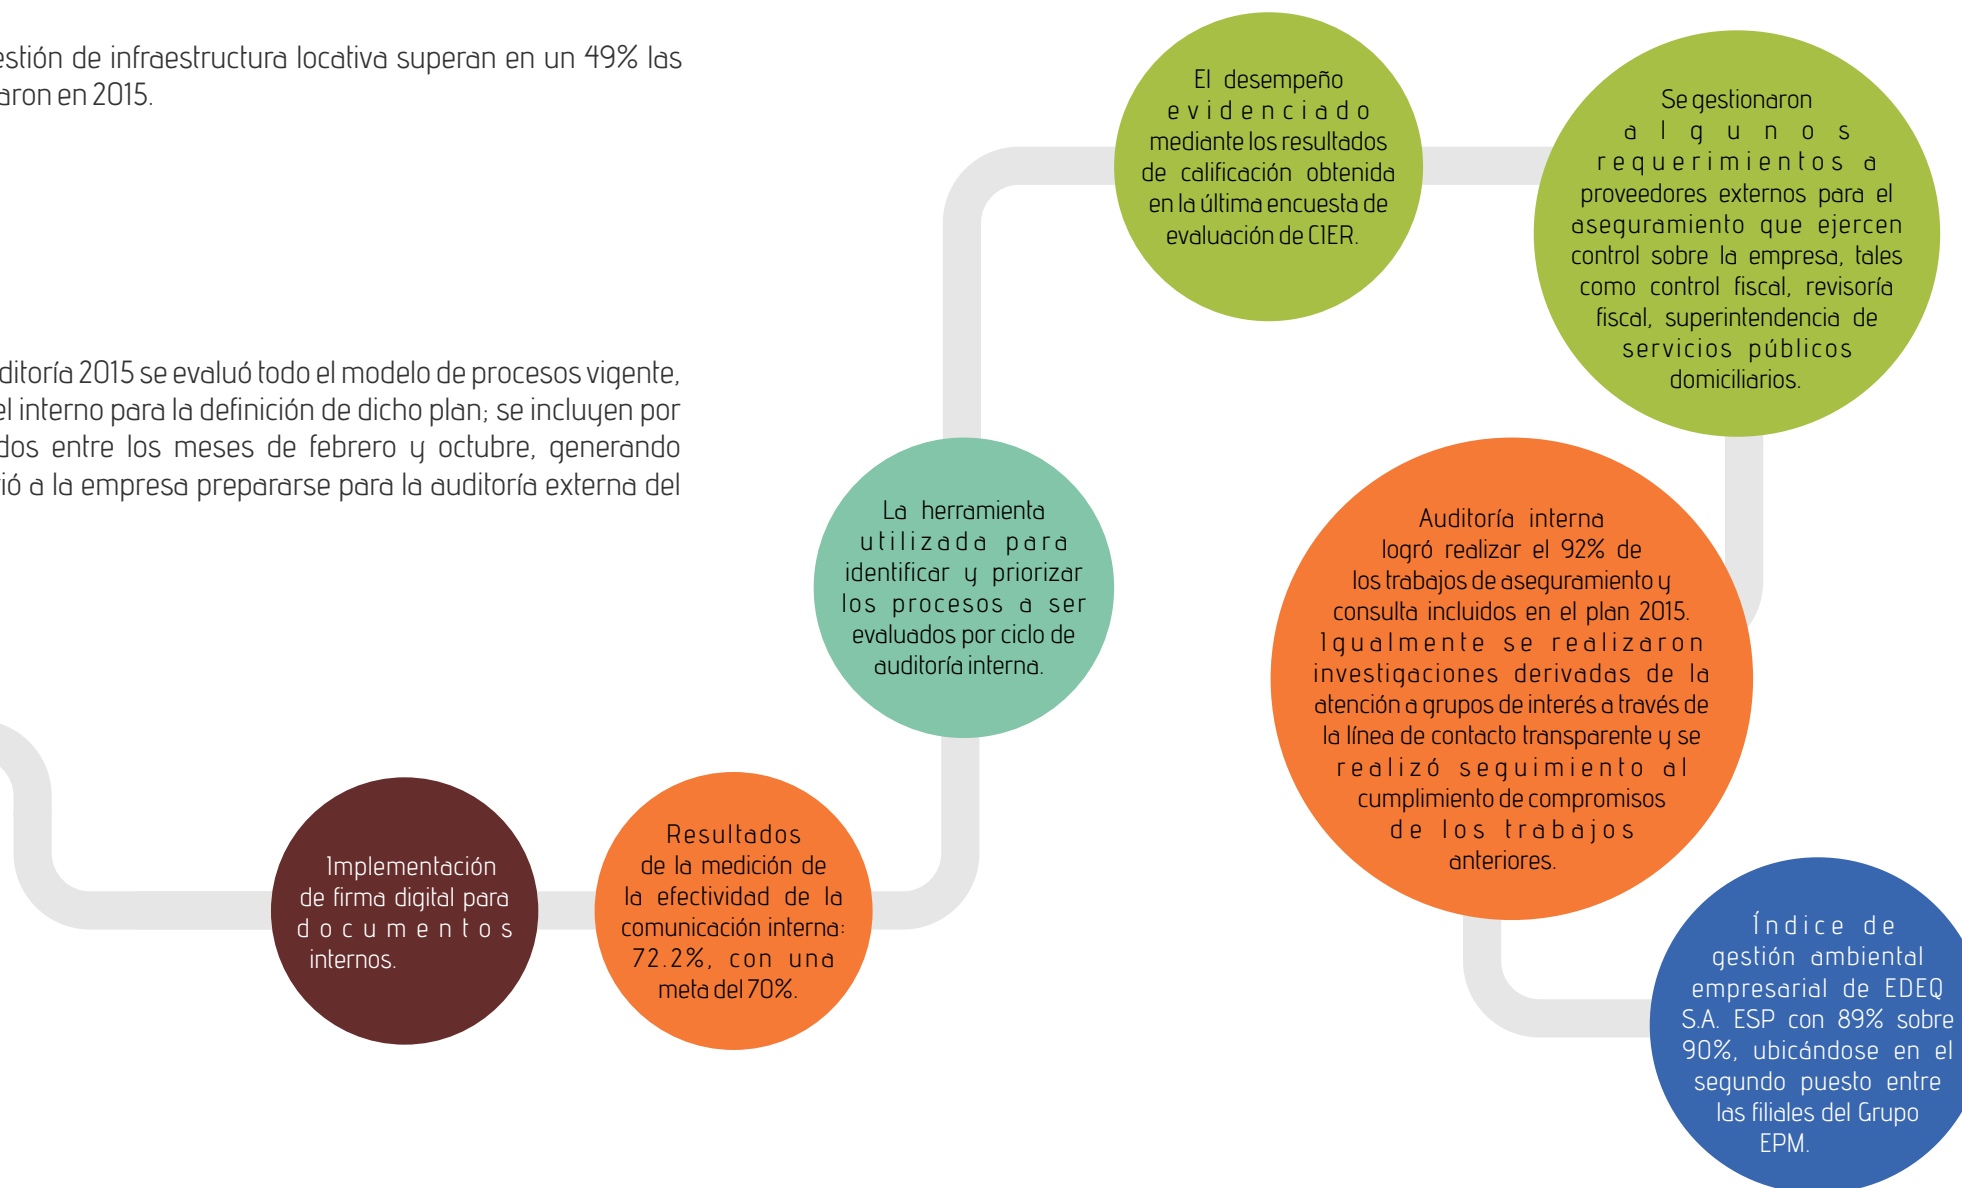 estión de infraestructura locativa superan en un 49% las
aron en 2015.
ditoría 2015 se evaluó todo el modelo de procesos vigente,
el interno para la definición de dicho plan; se incluyen por
dos entre los meses de febrero y octubre, generando
rió a la empresa prepararse para la auditoría externa del
Implementación
de firma digital para
documentos
internos.
Resultados
de la medición de
la efectividad de la
comunicación interna:
72.2%, con una
meta del 70%.
La herramienta
utilizada para
identificar y priorizar
los procesos a ser
evaluados por ciclo de
auditoría interna.
El desempeño
evidenciado
mediante los resultados
de calificación obtenida
en la última encuesta de
evaluación de CIER.
Se gestionaron
algunos
requerimientos a
proveedores externos para el
aseguramiento que ejercen
control sobre la empresa, tales
como control fiscal, revisoría
fiscal, superintendencia de
servicios públicos
domiciliarios.
Auditoría interna
logró realizar el 92% de
los trabajos de aseguramiento y
consulta incluidos en el plan 2015.
Igualmente se realizaron
investigaciones derivadas de la
atención a grupos de interés a través de
la línea de contacto transparente y se
realizó seguimiento al
cumplimiento de compromisos
de los trabajos
anteriores.
Índice de
gestión ambiental
empresarial de EDEQ
S.A. ESP con 89% sobre
90%, ubicándose en el
segundo puesto entre
las filiales del Grupo
EPM.